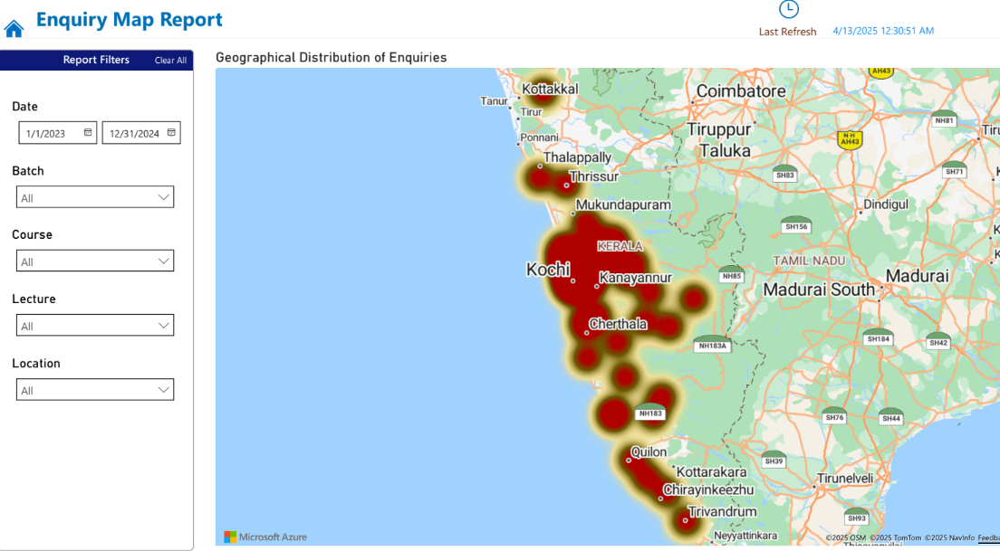 Enquiry Map Report
Last Refresh 4/13/2025 12:30:51 AM
Report Filters Clear All
Date
1/1/2023 12/31/2024
Batch
All
Course
All
Lecture
All
Location
All
Geographical Distribution of Enquiries
AH43
Kottakkal
Coimbatore
Tanur
Tirur
NH81
Tiruppur
Taluka
NH
AH43
Ponnani
Thalappally
SH83
SH71
Thrissur
Mukundapuram
Dindigul
SH156
KERALA
TAMIL NADU
Kochi
Kanayannur
NH85
Madurai
Madurai South
Cherthala
SH184
SH42
NH183A
NH183
SH76
SH44
Quilon
SH39
Kottarakara
Tirunelveli
Chirayinkeezhu
Trivandrum
SH93
Neyyattinkara
Microsoft Azure
©2025 OSM ©2025 TomTom ©2025 NavInfo Feedba